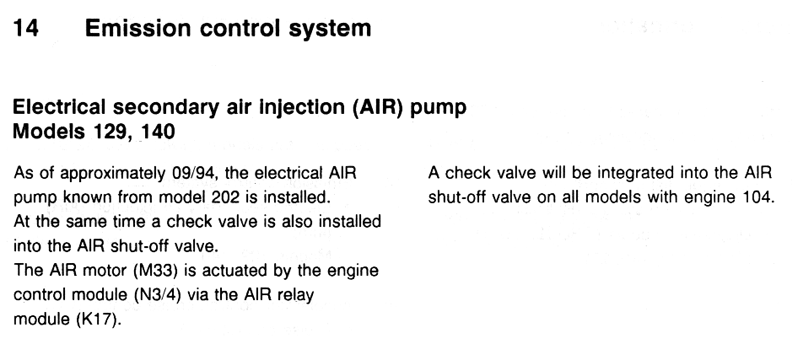 14 Emission control system
Electrical secondary air injection (AIR) pump
Models 129, 140
As of approximately 09/94, the electrical AIR
pump known from model 202 is installed.
At the same time a check valve is also installed
into the AIR shut-off valve.
The AIR motor (M33) is actuated by the engine
control module (N3/4) via the AIR relay
module (K17).
A check valve will be integrated into the AIR
shut-off valve on all models with engine 104.